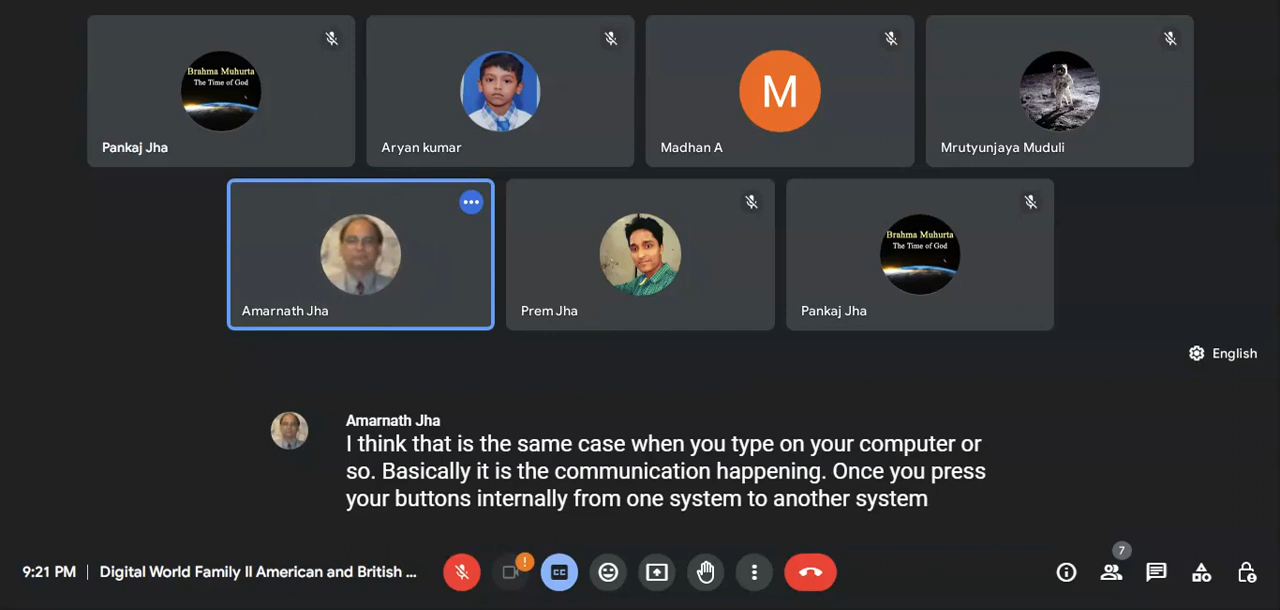 Brahma Muhurta
The Time of God
Pankaj Jha
Aryan kumar
M
Madhan A
Mrutyunjaya Muduli
Amarnath Jha
Prem Jha
Brahma Muhurta
The Time of God
Pankaj Jha
English
Amarnath Jha
I think that is the same case when you type on your computer or
so. Basically it is the communication happening. Once you press
your buttons internally from one system to another system
9:21 PM | Digital World Family II American and British ...
CC
7